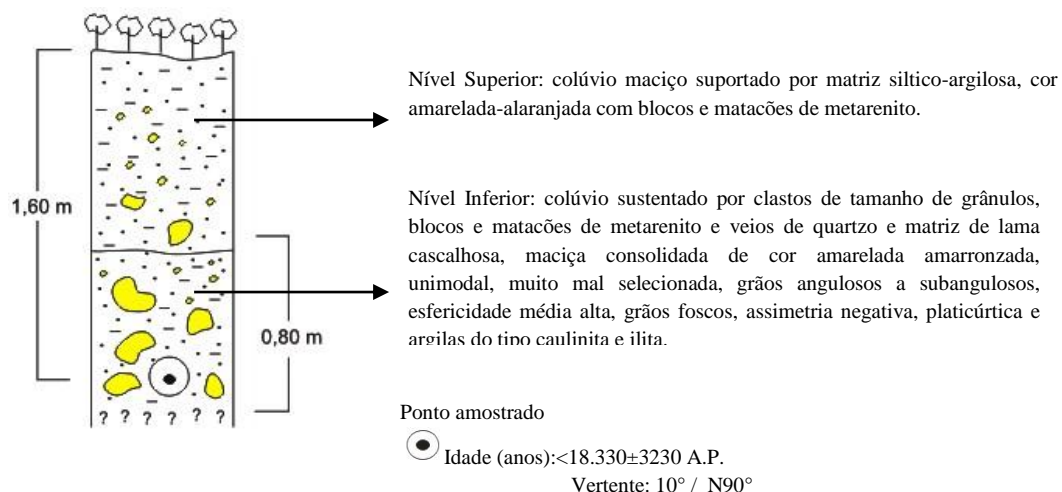 Nível Superior: colúvio maciço suportado por matriz siltico-argilosa, cor
amarelada-alaranjada com blocos e matacões de metarenito.
1,60 m
Nível Inferior: colúvio sustentado por clastos de tamanho de grânulos,
blocos e matacões de metarenito e veios de quartzo e matriz de lama
cascalhosa, maciça consolidada de cor amarelada amarronzada,
unimodal, muito mal selecionada, grãos angulosos a subangulosos,
esfericidade média alta, grãos foscos, assimetria negativa, platicúrtica e
argilas do tipo caulinita e ilita.
0,80 m
? ? ? ? ? ?
Ponto amostrado
Idade (anos):<18.330±3230 A.P.
Vertente: 10° / N90°